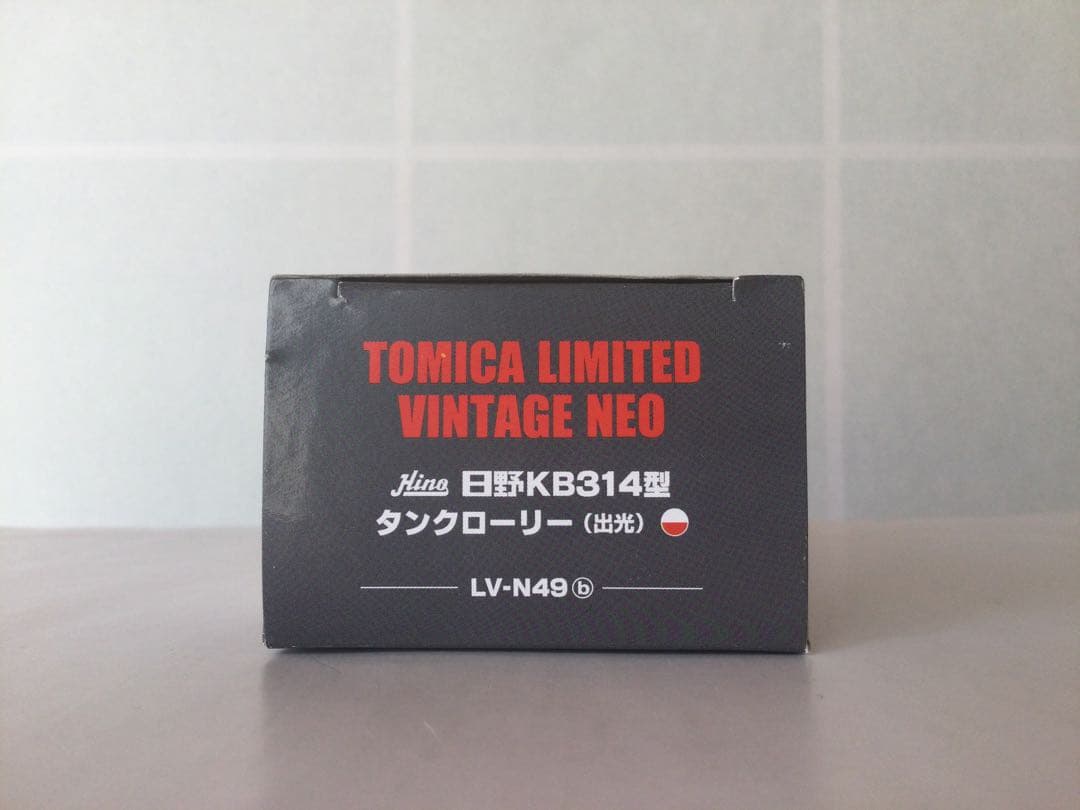 TOMICA LIMITED
VINTAGE NEO
Hino 日野KB314型
タンクローリー（出光）
LV-N49 ⓑ